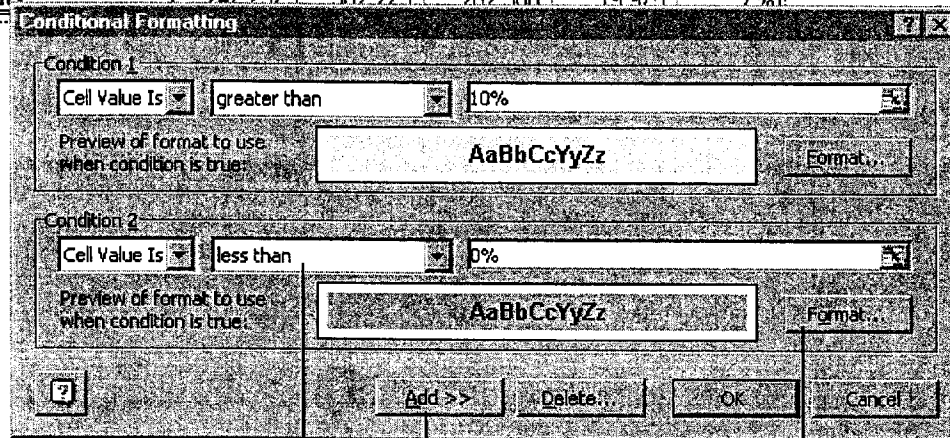 Conditional Formatting
Condition 1
Cell Value Is greater than 10%
Preview of format to use
when condition is true:
AaBbCcYyZz
Format...
Condition 2
Cell Value Is less than 0%
Preview of format to use
when condition is true:
AaBbCcYyZz
Format...
Add >> Delete... OK Cancel